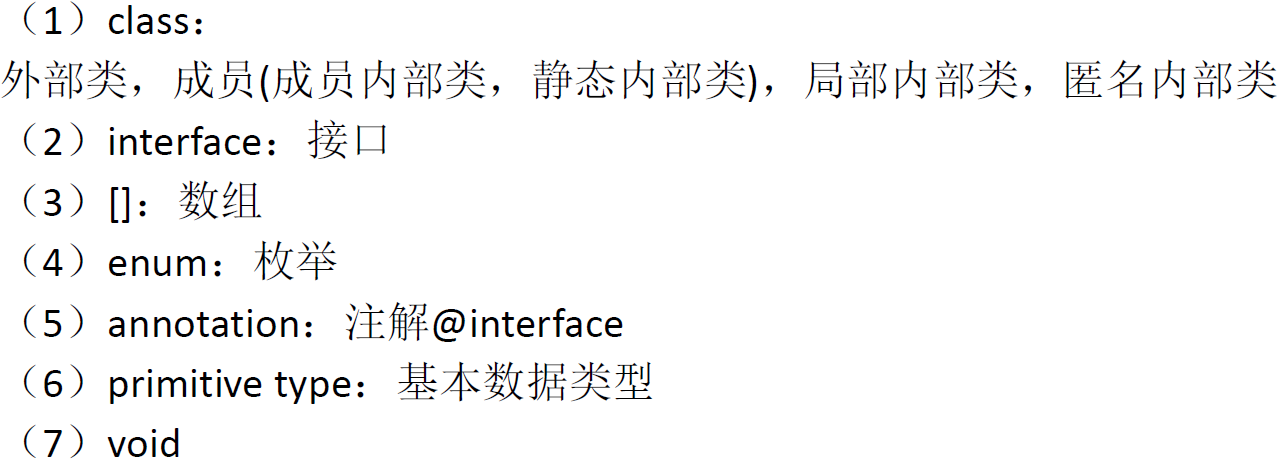 （1）class：
外部类，成员(成员内部类，静态内部类)，局部内部类，匿名内部类
（2）interface：接口
（3）[]：数组
（4）enum：枚举
（5）annotation：注解@interface
（6）primitive type：基本数据类型
（7）void